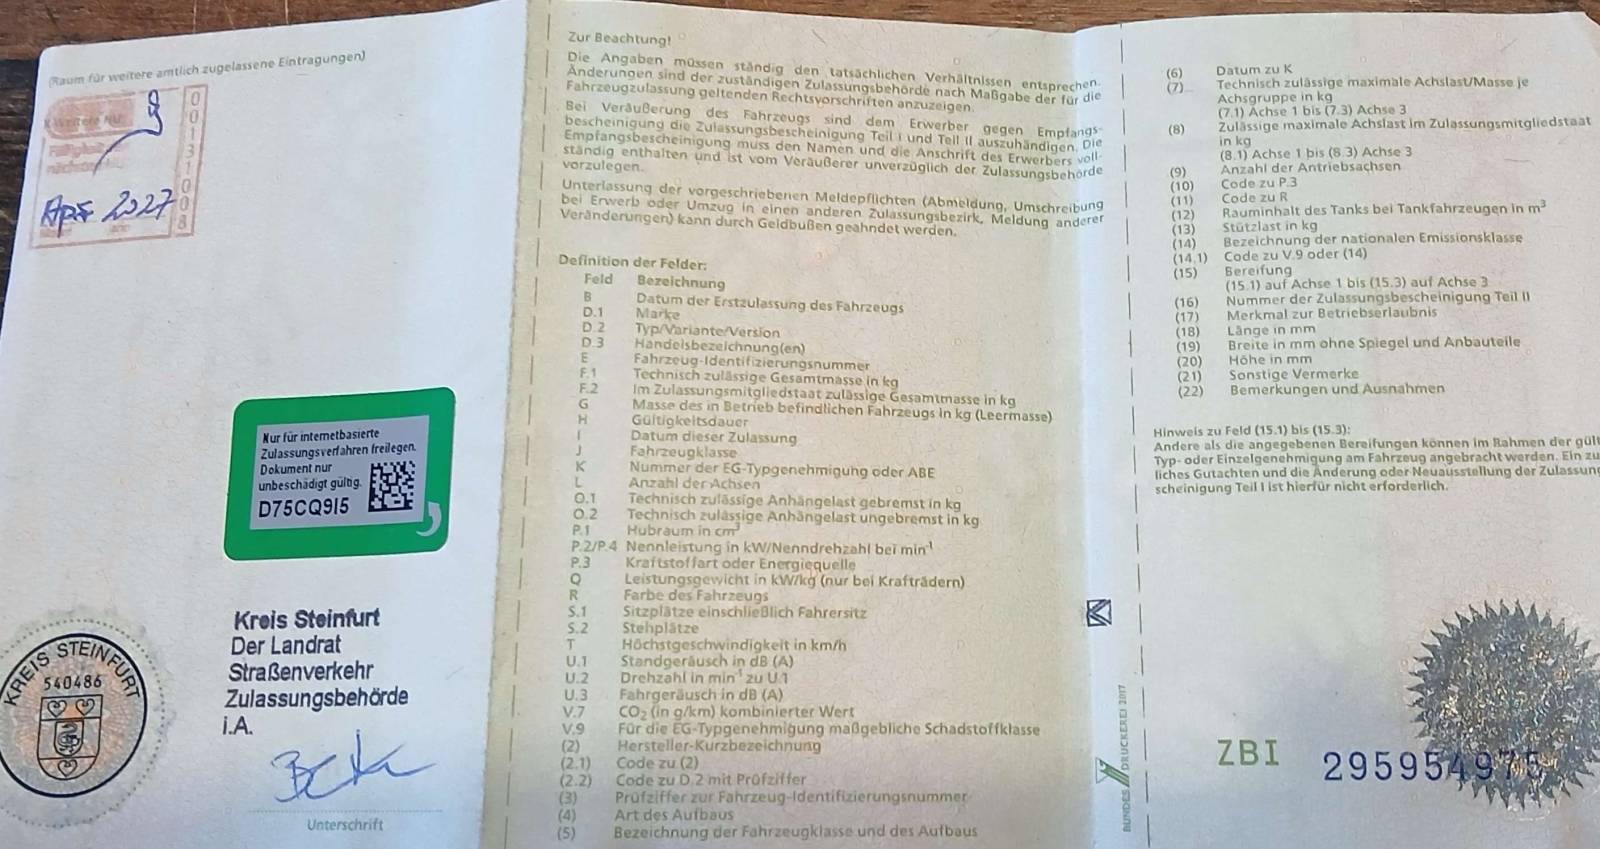 (Raum für weitere amtlich zugelassene Eintragungen)
Weitere HU:
Fälligkeit
Apr 2027
00131008
Nur für internetbasierte
Zulassungsverfahren freilegen.
Dokument nur
unbeschädigt gültig.
D75CQ9I5
KREIS STEINFURT
540486
Kreis Steinfurt
Der Landrat
Straßenverkehr
Zulassungsbehörde
i.A.
Unterschrift
Zur Beachtung!
Die Angaben müssen ständig den tatsächlichen Verhältnissen entsprechen.
Änderungen sind der zuständigen Zulassungsbehörde nach Maßgabe der für die
Fahrzeugzulassung geltenden Rechtsvorschriften anzuzeigen.
Bei Veräußerung des Fahrzeugs sind dem Erwerber gegen Empfangs-
bescheinigung die Zulassungsbescheinigung Teil I und Teil II auszuhändigen. Die
Empfangsbescheinigung muss den Namen und die Anschrift des Erwerbers voll-
ständig enthalten und ist vom Veräußerer unverzüglich der Zulassungsbehörde
vorzulegen.
Unterlassung der vorgeschriebenen Meldepflichten (Abmeldung, Umschreibung
bei Erwerb oder Umzug in einen anderen Zulassungsbezirk, Meldung anderer
Veränderungen) kann durch Geldbußen geahndet werden.
Definition der Felder:
Feld Bezeichnung
B Datum der Erstzulassung des Fahrzeugs
D.1 Marke
D.2 Typ/Variante/Version
D.3 Handelsbezeichnung(en)
E Fahrzeug-Identifizierungsnummer
F.1 Technisch zulässige Gesamtmasse in kg
F.2 Im Zulassungsmitgliedstaat zulässige Gesamtmasse in kg
G Masse des in Betrieb befindlichen Fahrzeugs in kg (Leermasse)
H Gültigkeitsdauer
I Datum dieser Zulassung
J Fahrzeugklasse
K Nummer der EG-Typgenehmigung oder ABE
L Anzahl der Achsen
O.1 Technisch zulässige Anhängelast gebremst in kg
O.2 Technisch zulässige Anhängelast ungebremst in kg
P.1 Hubraum in cm³
P.2/P.4 Nennleistung in kW/Nenndrehzahl bei min⁻¹
P.3 Kraftstoffart oder Energiequelle
Q Leistungsgewicht in kW/kg (nur bei Krafträdern)
R Farbe des Fahrzeugs
S.1 Sitzplätze einschließlich Fahrersitz
S.2 Stehplätze
T Höchstgeschwindigkeit in km/h
U.1 Standgeräusch in dB (A)
U.2 Drehzahl in min⁻¹ zu U.1
U.3 Fahrgeräusch in dB (A)
V.7 CO₂ (in g/km) kombinierter Wert
V.9 Für die EG-Typgenehmigung maßgebliche Schadstoffklasse
(2) Hersteller-Kurzbezeichnung
(2.1) Code zu (2)
(2.2) Code zu D.2 mit Prüfziffer
(3) Prüfziffer zur Fahrzeug-Identifizierungsnummer
(4) Art des Aufbaus
(5) Bezeichnung der Fahrzeugklasse und des Aufbaus
(6) Datum zu K
(7) Technisch zulässige maximale Achslast/Masse je
Achsgruppe in kg
(7.1) Achse 1 bis (7.3) Achse 3
(8) Zulässige maximale Achslast im Zulassungsmitgliedstaat
in kg
(8.1) Achse 1 bis (8.3) Achse 3
(9) Anzahl der Antriebsachsen
(10) Code zu P.3
(11) Code zu R
(12) Rauminhalt des Tanks bei Tankfahrzeugen in m³
(13) Stützlast in kg
(14) Bezeichnung der nationalen Emissionsklasse
(14.1) Code zu V.9 oder (14)
(15) Bereifung
(15.1) auf Achse 1 bis (15.3) auf Achse 3
(16) Nummer der Zulassungsbescheinigung Teil II
(17) Merkmal zur Betriebserlaubnis
(18) Länge in mm
(19) Breite in mm ohne Spiegel und Anbauteile
(20) Höhe in mm
(21) Sonstige Vermerke
(22) Bemerkungen und Ausnahmen
Hinweis zu Feld (15.1) bis (15.3):
Andere als die angegebenen Bereifungen können im Rahmen der gült
Typ- oder Einzelgenehmigung am Fahrzeug angebracht werden. Ein zu
liches Gutachten und die Änderung oder Neuausstellung der Zulassung
scheinigung Teil I ist hierfür nicht erforderlich.
BUNDESDRUCKEREI 2017
ZBI 295954975